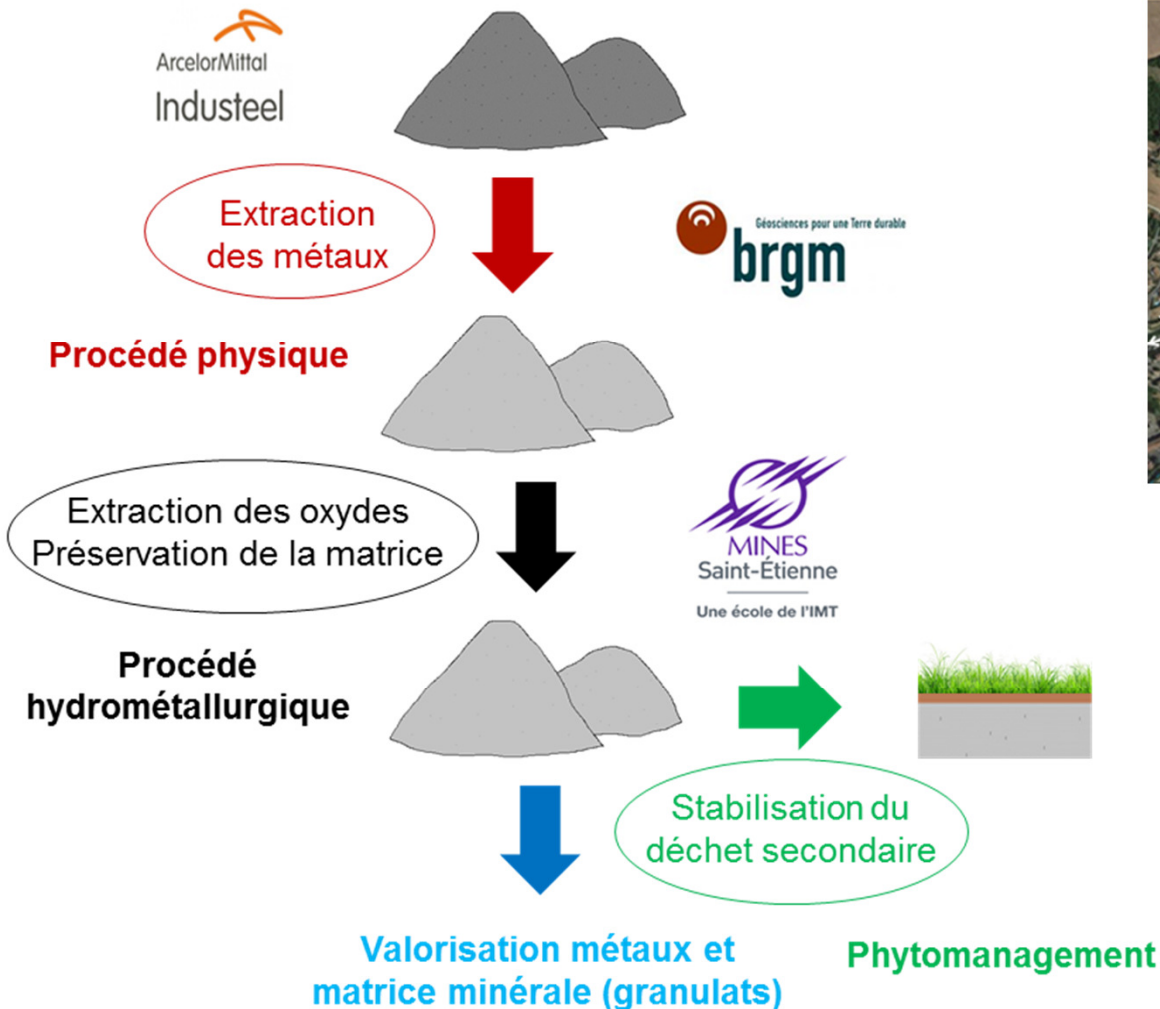 ArcelorMittal
Industeel
Extraction
des métaux
Géosciences pour une Terre durable
brgm
Procédé physique
Extraction des oxydes
Préservation de la matrice
MINES
Saint-Étienne
Une école de l'IMT
Procédé
hydrométallurgique
Stabilisation du
déchet secondaire
Valorisation métaux et
matrice minérale (granulats)
Phytomanagement